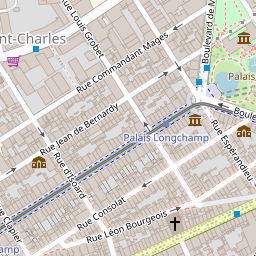 nt-Charles
Rue Louis Grobet
Boulevard de M
Rue Commandant Mages
Palais
Boule
Rue Jean de Bernardy
Palais Longchamp
Rue Espérandieu
Rue d'Isoard
Rue Consolat
Clapier
Rue Léon Bourgeois
amp